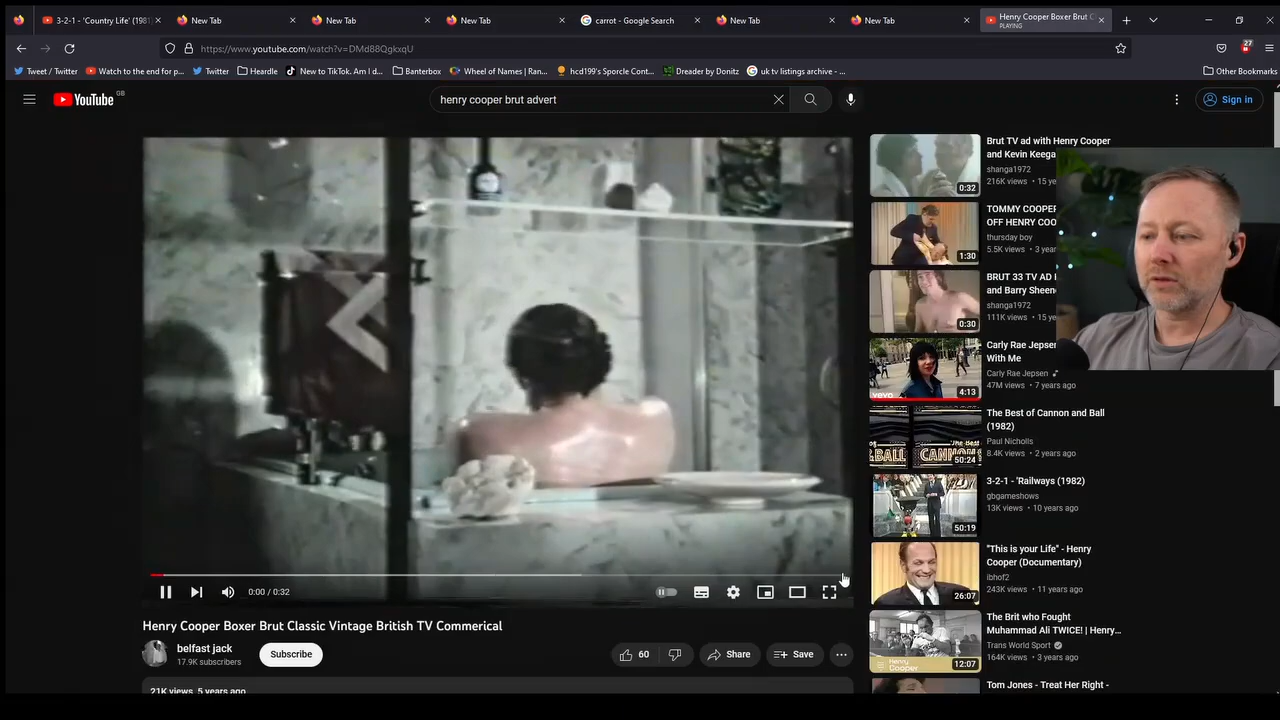 3-2-1 - 'Country Life' (1981)
New Tab
New Tab
New Tab
carrot - Google Search
New Tab
New Tab
Henry Cooper Boxer Brut C
PLAYING
https://www.youtube.com/watch?v=DMd88QgkxqU
27
Tweet / Twitter
Watch to the end for p...
Twitter
Heardle
New to TikTok. Am I d...
Banterbox
Wheel of Names | Ran...
hcd199's Sporcle Cont...
Dreader by Donitz
uk tv listings archive - ...
Other Bookmarks
YouTube GB
henry cooper brut advert
Sign in
Brut TV ad with Henry Cooper
and Kevin Keega
shanga1972
216K views • 15 ye
0:32
TOMMY COOPER
OFF HENRY COO
thursday boy
5.5K views • 3 year
1:30
BRUT 33 TV AD
and Barry Sheen
shanga1972
111K views • 15 ye
0:30
Carly Rae Jepsen
With Me
Carly Rae Jepsen
47M views • 7 years ago
vevo
4:13
The Best of Cannon and Ball
(1982)
Paul Nicholls
8.4K views • 2 years ago
50:24
3-2-1 - 'Railways (1982)
gbgameshows
13K views • 10 years ago
50:19
"This is your Life" - Henry
Cooper (Documentary)
ibhof2
243K views • 11 years ago
26:07
The Brit who Fought
Muhammad Ali TWICE! | Henry...
Trans World Sport
164K views • 3 years ago
Henry Cooper
12:07
Tom Jones - Treat Her Right -
0:00 / 0:32
Henry Cooper Boxer Brut Classic Vintage British TV Commerical
belfast jack
17.9K subscribers
Subscribe
60
Share
Save
21K views 5 years ago